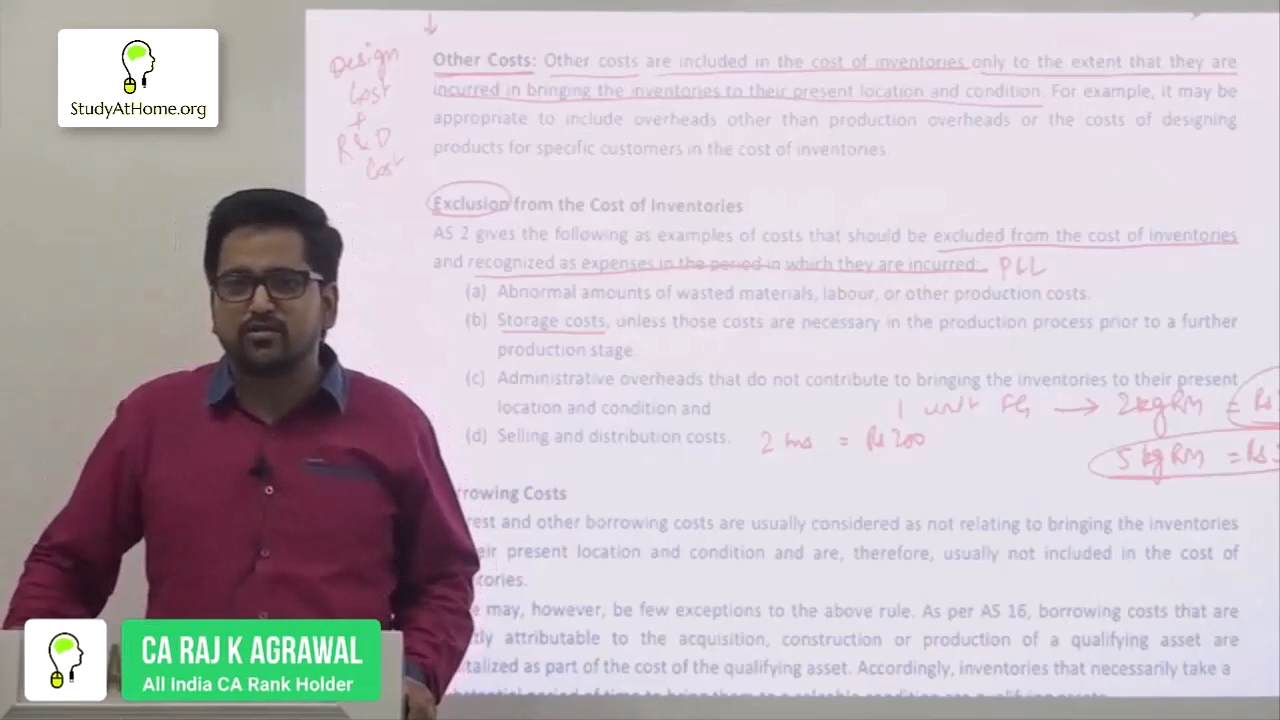 StudyAtHome.org
Design
Cost
+
R & D
Cost
Other Costs: Other costs are included in the cost of inventories only to the extent that they are
incurred in bringing the inventories to their present location and condition. For example, it may be
appropriate to include overheads other than production overheads or the costs of designing
products for specific customers in the cost of inventories.
Exclusion from the Cost of Inventories
AS 2 gives the following as examples of costs that should be excluded from the cost of inventories
and recognized as expenses in the period in which they are incurred: P&L
(a) Abnormal amounts of wasted materials, labour, or other production costs.
(b) Storage costs, unless those costs are necessary in the production process prior to a further
production stage
(c) Administrative overheads that do not contribute to bringing the inventories to their present
location and condition and
1 unit FG → 2 kg RM = Rs
(d) Selling and distribution costs. 2 hrs = Rs 200
5 kg RM = Rs
rrowing Costs
rest and other borrowing costs are usually considered as not relating to bringing the inventories
eir present location and condition and are, therefore, usually not included in the cost of
tories.
e may, however, be few exceptions to the above rule. As per AS 16, borrowing costs that are
tly attributable to the acquisition, construction or production of a qualifying asset are
talized as part of the cost of the qualifying asset. Accordingly, inventories that necessarily take a
CA RAJ K AGRAWAL
All India CA Rank Holder